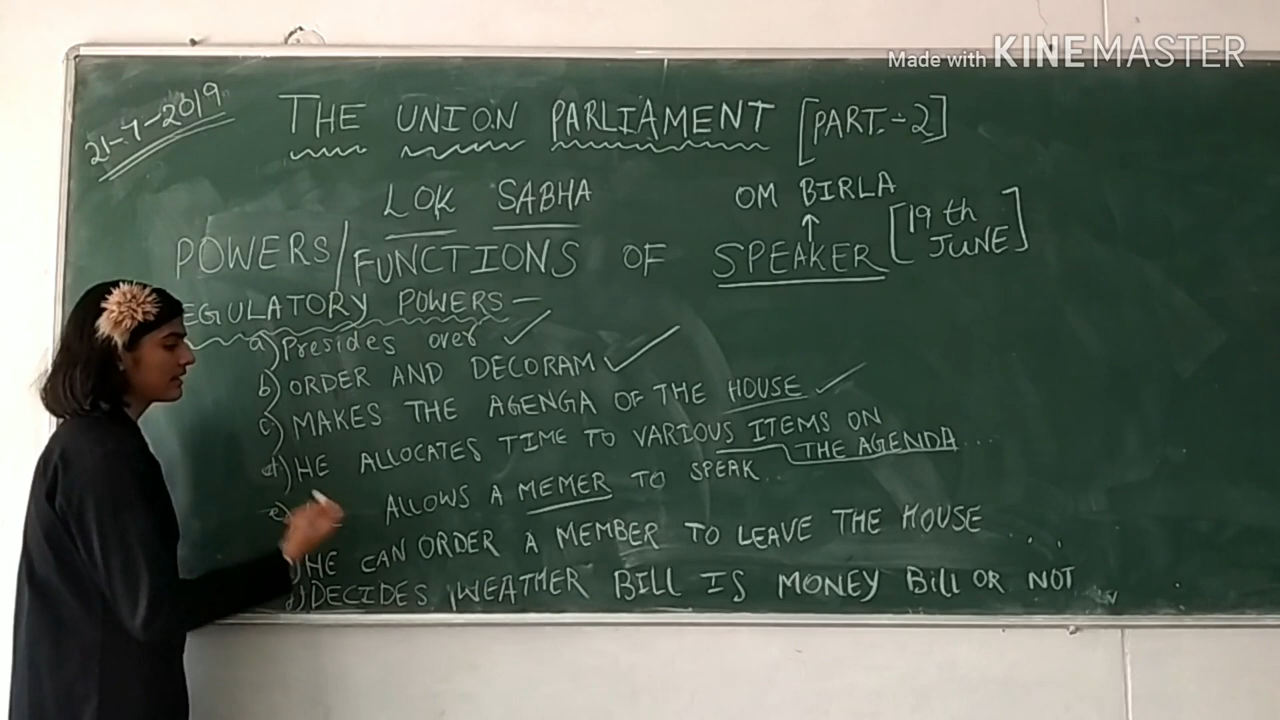 Made with KINEMASTER
21-7-2019
THE UNION PARLIAMENT [PART.-2]
LOK SABHA
OM BIRLA
POWERS/FUNCTIONS OF SPEAKER [19th JUNE]
EGULATORY POWERS-
a) Presides over
b) ORDER AND DECORAM
c) MAKES THE AGENGA OF THE HOUSE
d) HE ALLOCATES TIME TO VARIOUS ITEMS ON
THE AGENDA....
e) ALLOWS A MEMER TO SPEAK..
) HE CAN ORDER A MEMBER TO LEAVE THE HOUSE ...
) DECIDES WEATHER BILL IS MONEY Bill OR NOT